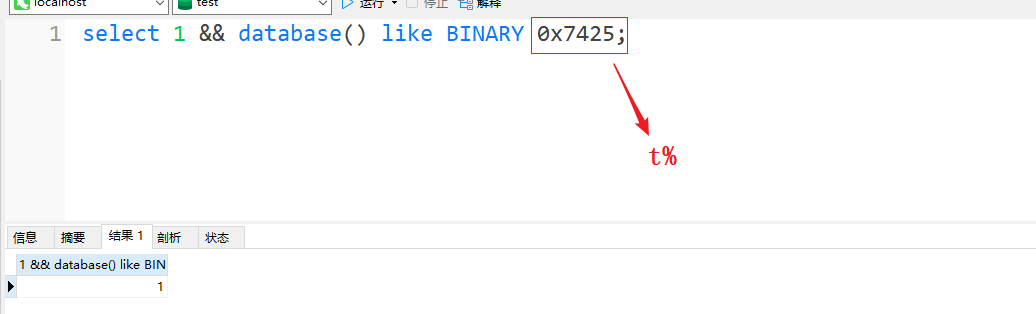 localhost test 运行 停止 解释
1 select 1 && database() like BINARY 0x7425;
t%
信息 摘要 结果 1 剖析 状态
1 && database() like BIN
1